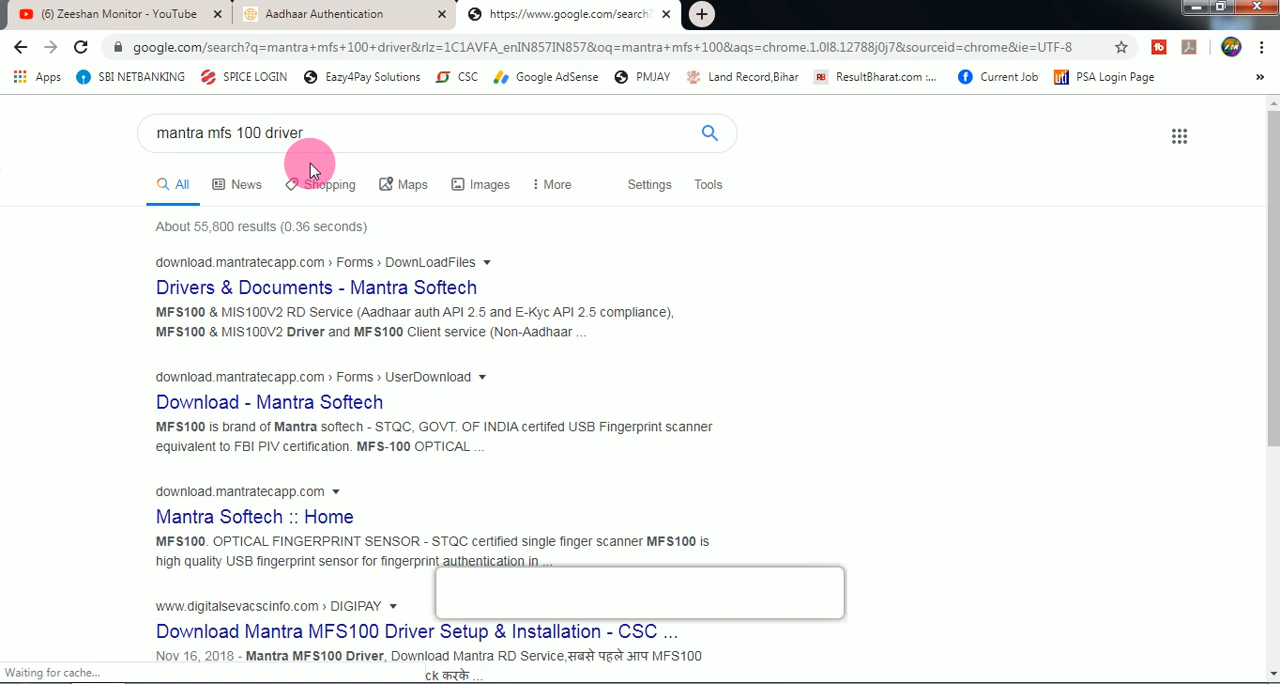 (6) Zeeshan Monitor - YouTube
Aadhaar Authentication
https://www.google.com/search?
google.com/search?q=mantra+mfs+100+driver&rlz=1C1AVFA_enIN857IN857&oq=mantra+mfs+100&aqs=chrome.1.0l8.12788j0j7&sourceid=chrome&ie=UTF-8
Apps
SBI NETBANKING
SPICE LOGIN
Eazy4Pay Solutions
CSC
Google AdSense
PMJAY
Land Record,Bihar
ResultBharat.com :...
Current Job
PSA Login Page
mantra mfs 100 driver
All
News
Shopping
Maps
Images
More
Settings
Tools
About 55,800 results (0.36 seconds)
download.mantratecapp.com › Forms › DownLoadFiles
Drivers & Documents - Mantra Softech
MFS100 & MIS100V2 RD Service (Aadhaar auth API 2.5 and E-Kyc API 2.5 compliance),
MFS100 & MIS100V2 Driver and MFS100 Client service (Non-Aadhaar ...
download.mantratecapp.com › Forms › UserDownload
Download - Mantra Softech
MFS100 is brand of Mantra softech - STQC, GOVT. OF INDIA certifed USB Fingerprint scanner
equivalent to FBI PIV certification. MFS-100 OPTICAL ...
download.mantratecapp.com
Mantra Softech :: Home
MFS100. OPTICAL FINGERPRINT SENSOR - STQC certified single finger scanner MFS100 is
high quality USB fingerprint sensor for fingerprint authentication in ...
www.digitalsevacscinfo.com › DIGIPAY
Download Mantra MFS100 Driver Setup & Installation - CSC ...
Nov 16, 2018 - Mantra MFS100 Driver, Download Mantra RD Service,सबसे पहले आप MFS100
ck करके ...
Waiting for cache...